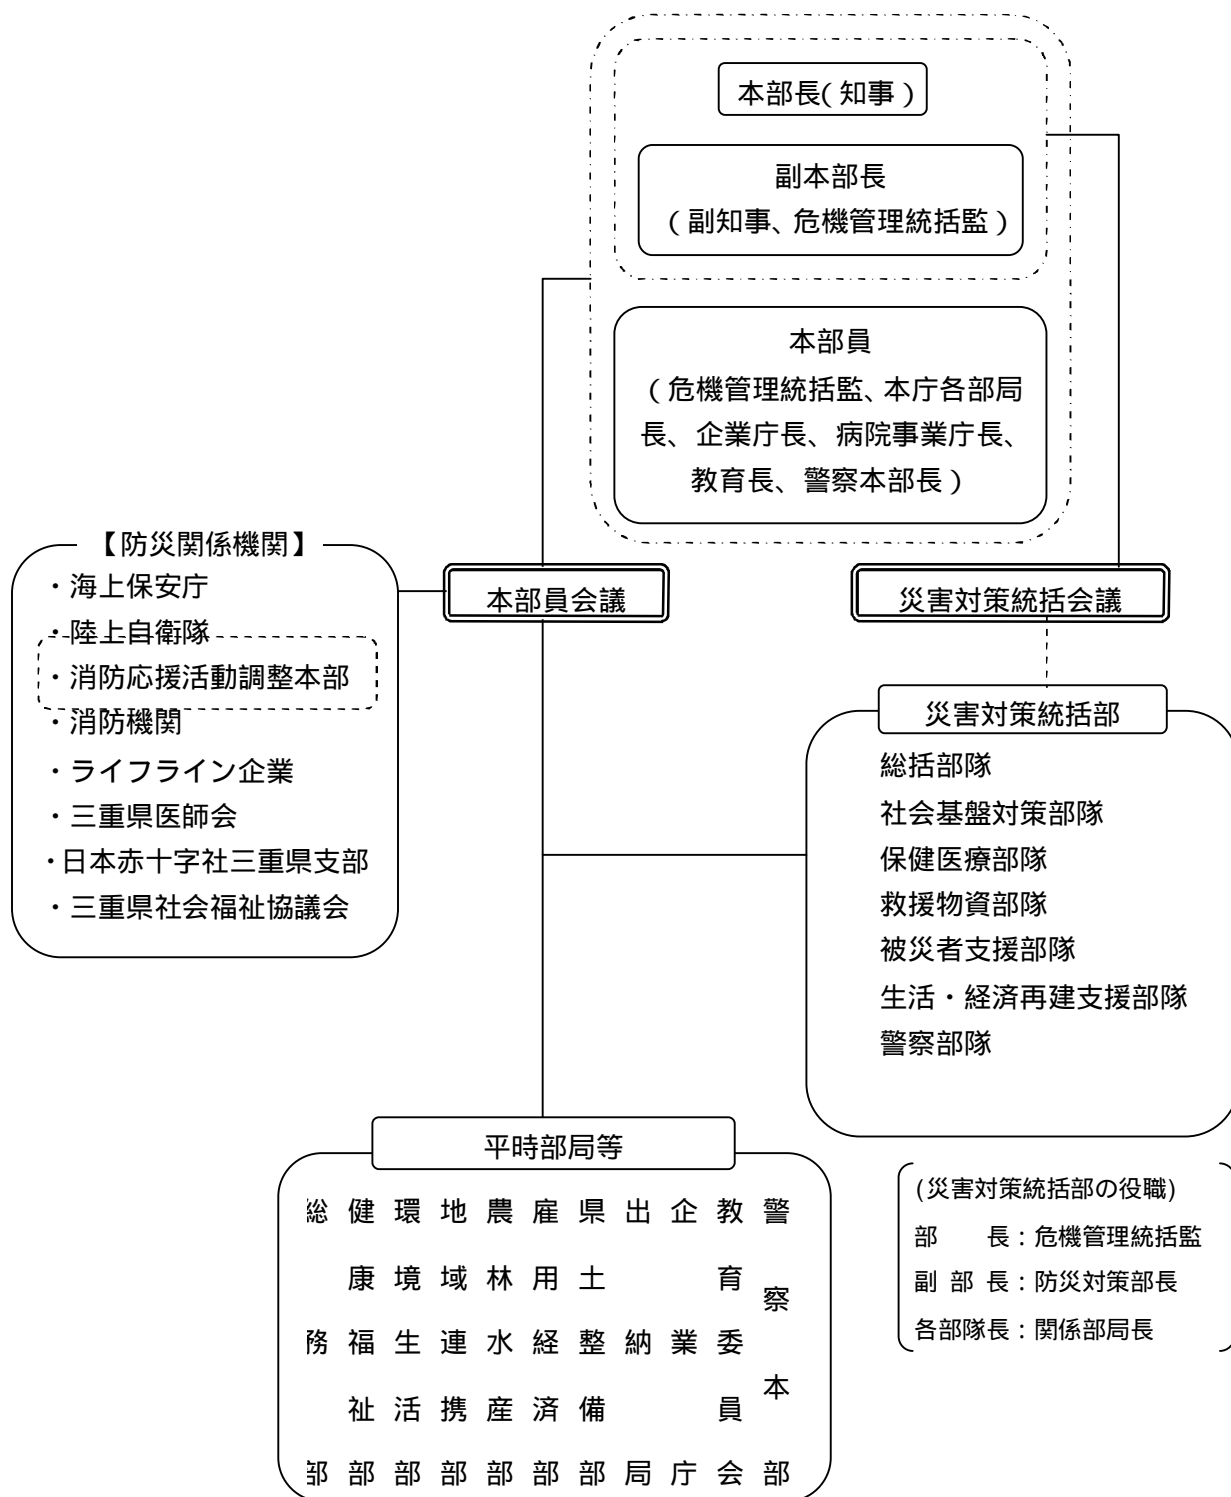 本部長(知事)
副本部長
(副知事、危機管理統括監)
本部員
(危機管理統括監、本庁各部局
長、企業庁長、病院事業庁長、
教育長、警察本部長)
【防災関係機関】
・海上保安庁
・陸上自衛隊
・消防応援活動調整本部
・消防機関
・ライフライン企業
・三重県医師会
・日本赤十字社三重県支部
・三重県社会福祉協議会
本部員会議
災害対策統括会議
災害対策統括部
総括部隊
社会基盤対策部隊
保健医療部隊
救援物資部隊
被災者支援部隊
生活・経済再建支援部隊
警察部隊
(災害対策統括部の役職)
部　　長:危機管理統括監
副 部 長:防災対策部長
各部隊長:関係部局長
平時部局等
総務部
健康福祉部
環境生活部
地域連携部
農林水産部
雇用経済部
県土整備部
出納局
企業庁
教育委員会
警察本部